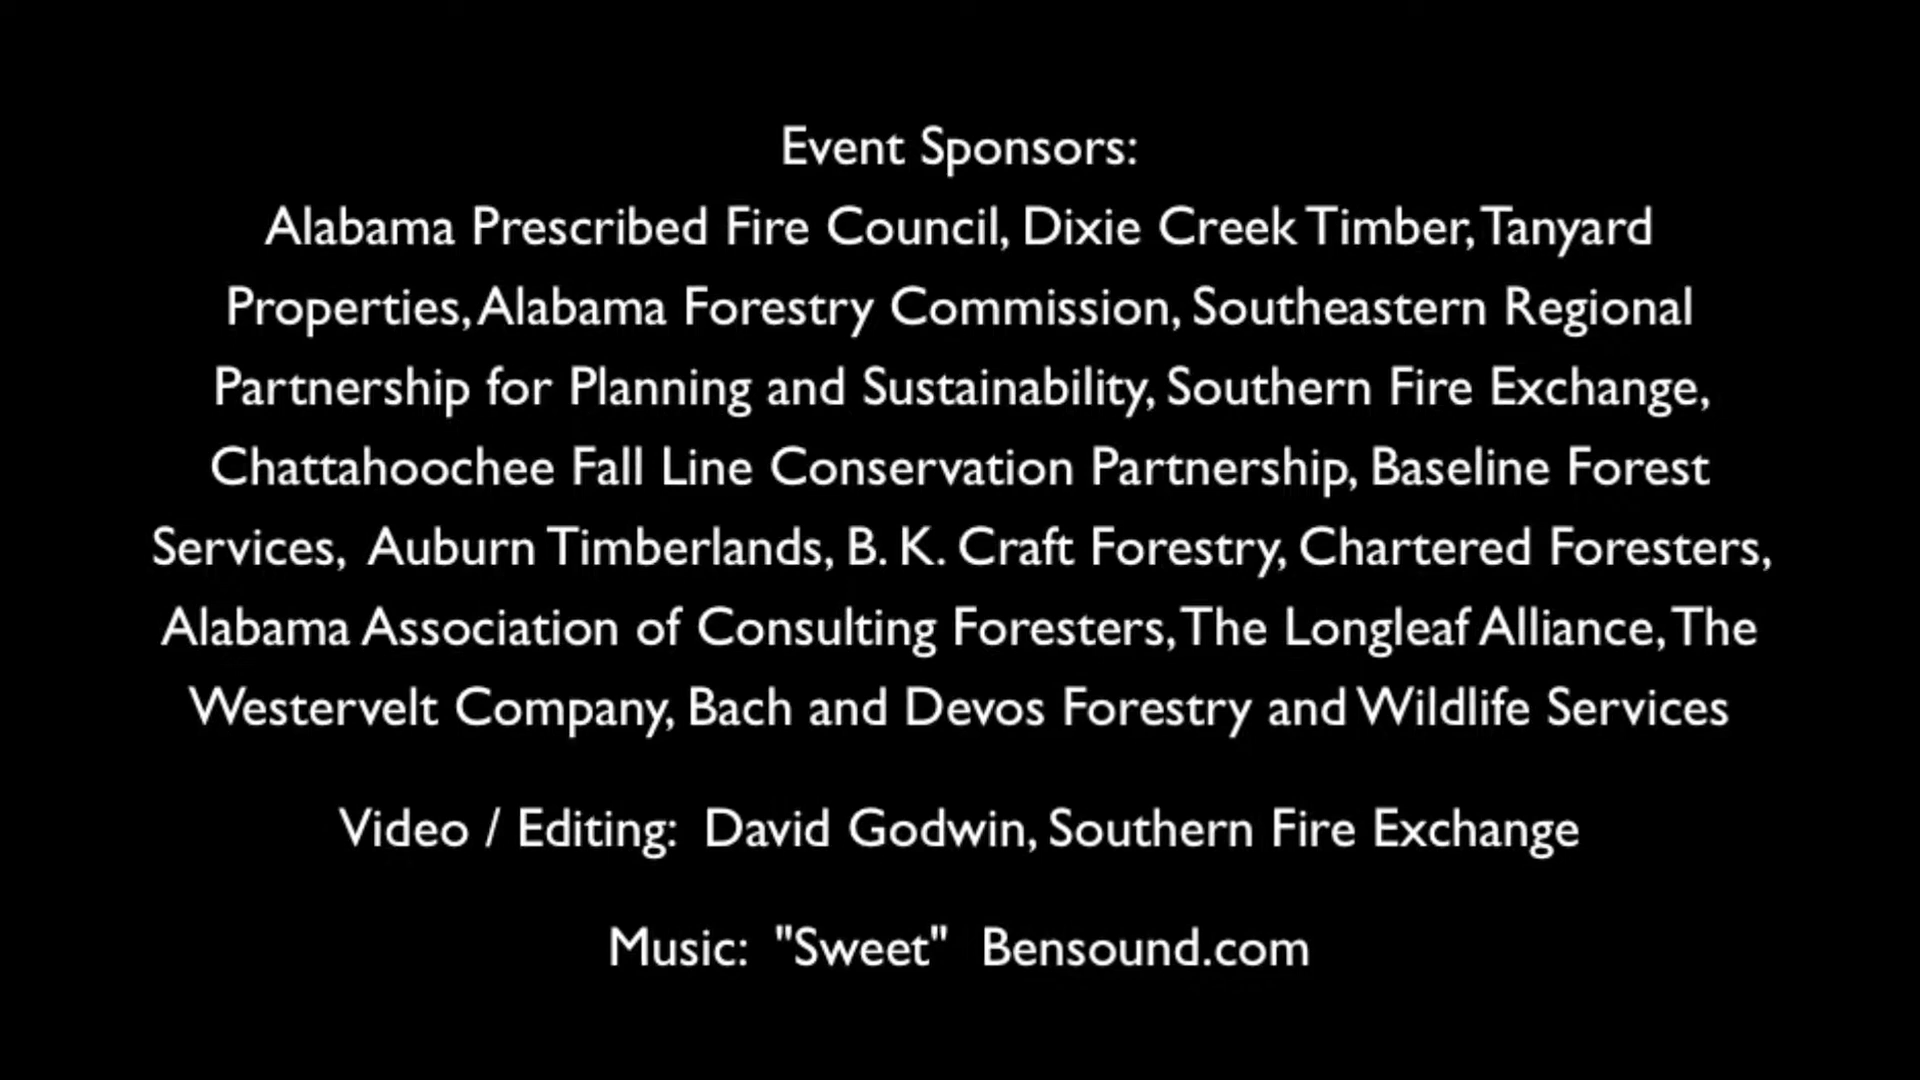 Event Sponsors:
Alabama Prescribed Fire Council, Dixie Creek Timber, Tanyard
Properties, Alabama Forestry Commission, Southeastern Regional
Partnership for Planning and Sustainability, Southern Fire Exchange,
Chattahoochee Fall Line Conservation Partnership, Baseline Forest
Services, Auburn Timberlands, B. K. Craft Forestry, Chartered Foresters,
Alabama Association of Consulting Foresters, The Longleaf Alliance, The
Westervelt Company, Bach and Devos Forestry and Wildlife Services
Video / Editing: David Godwin, Southern Fire Exchange
Music: "Sweet" Bensound.com